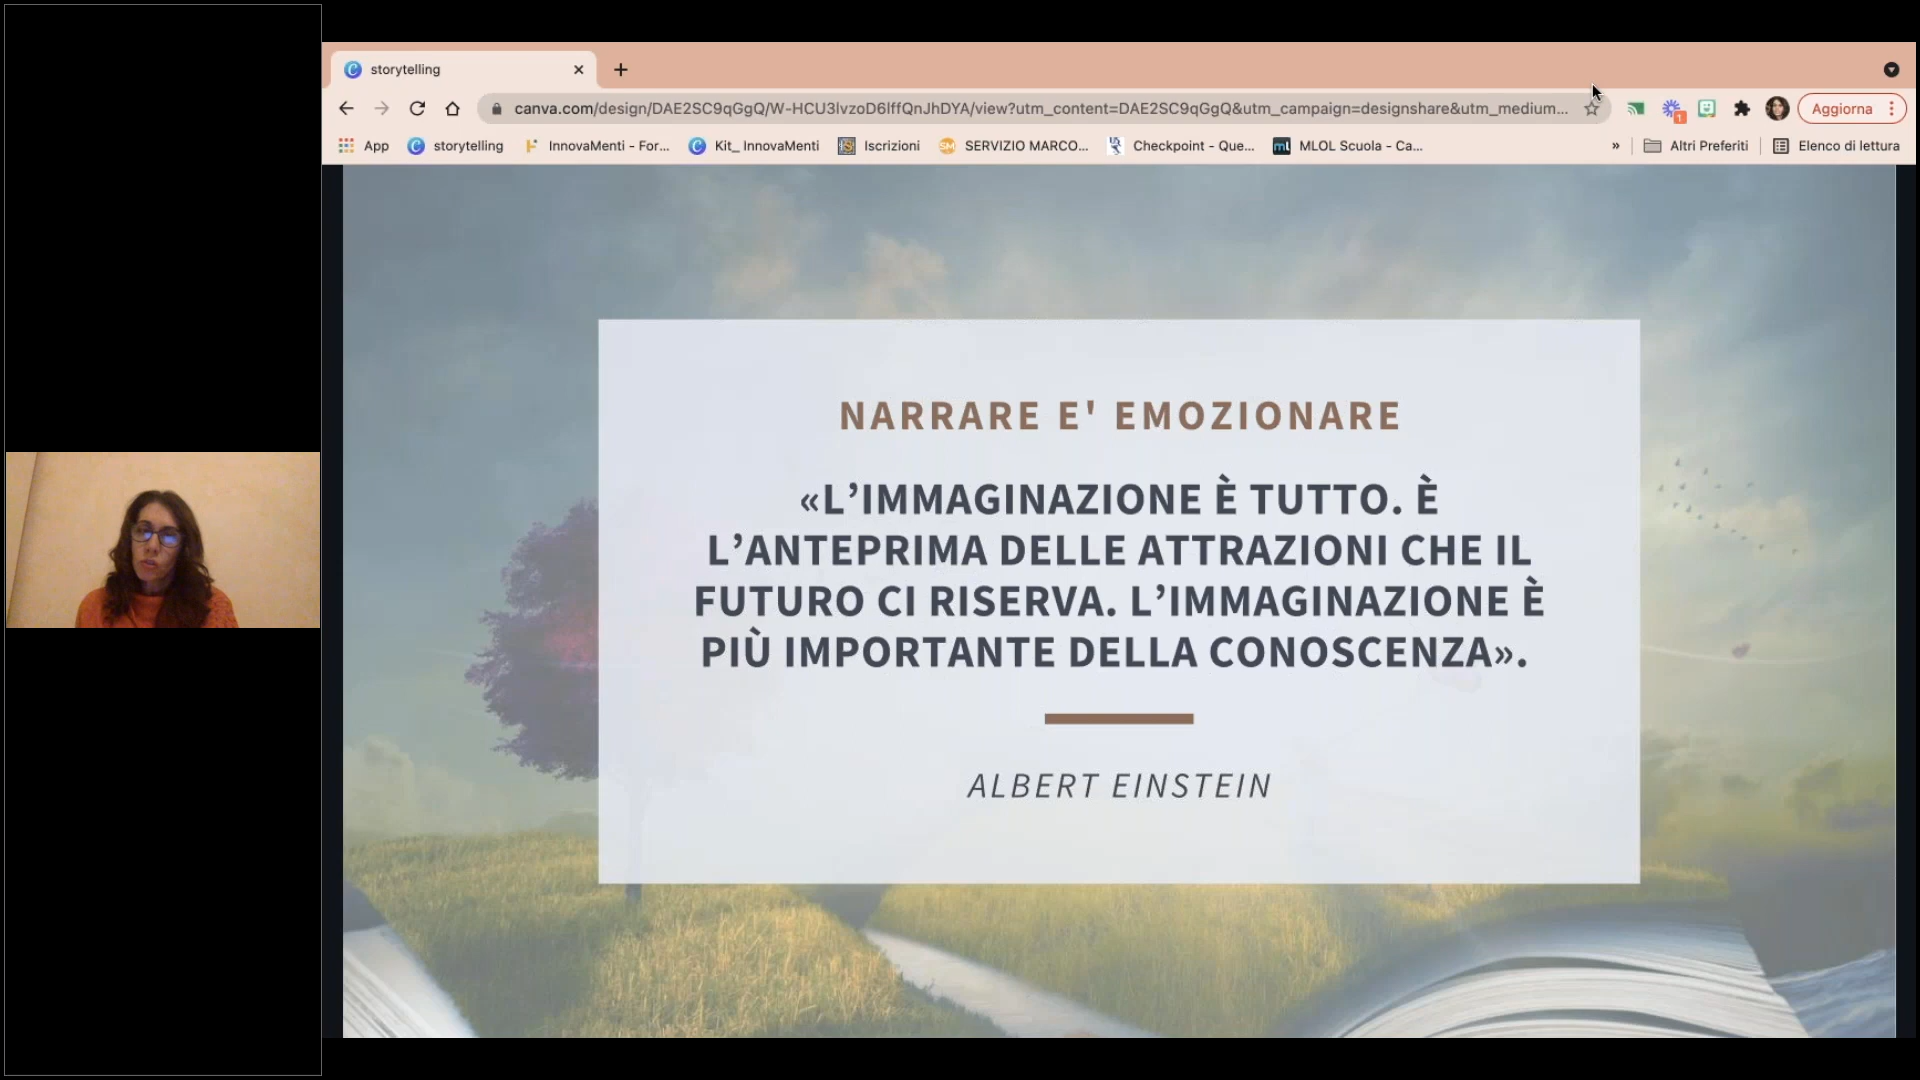 storytelling
canva.com/design/DAE2SC9qGgQ/W-HCU3lvzoD6lffQnJhDYA/view?utm_content=DAE2SC9qGgQ&utm_campaign=designshare&utm_medium...
Aggiorna
App
storytelling
InnovaMenti - For...
Kit_ InnovaMenti
Iscrizioni
SERVIZIO MARCO...
Checkpoint - Que...
MLOL Scuola - Ca...
»
Altri Preferiti
Elenco di lettura
NARRARE E' EMOZIONARE
«L’IMMAGINAZIONE È TUTTO. È
L’ANTEPRIMA DELLE ATTRAZIONI CHE IL
FUTURO CI RISERVA. L’IMMAGINAZIONE È
PIÙ IMPORTANTE DELLA CONOSCENZA».
ALBERT EINSTEIN